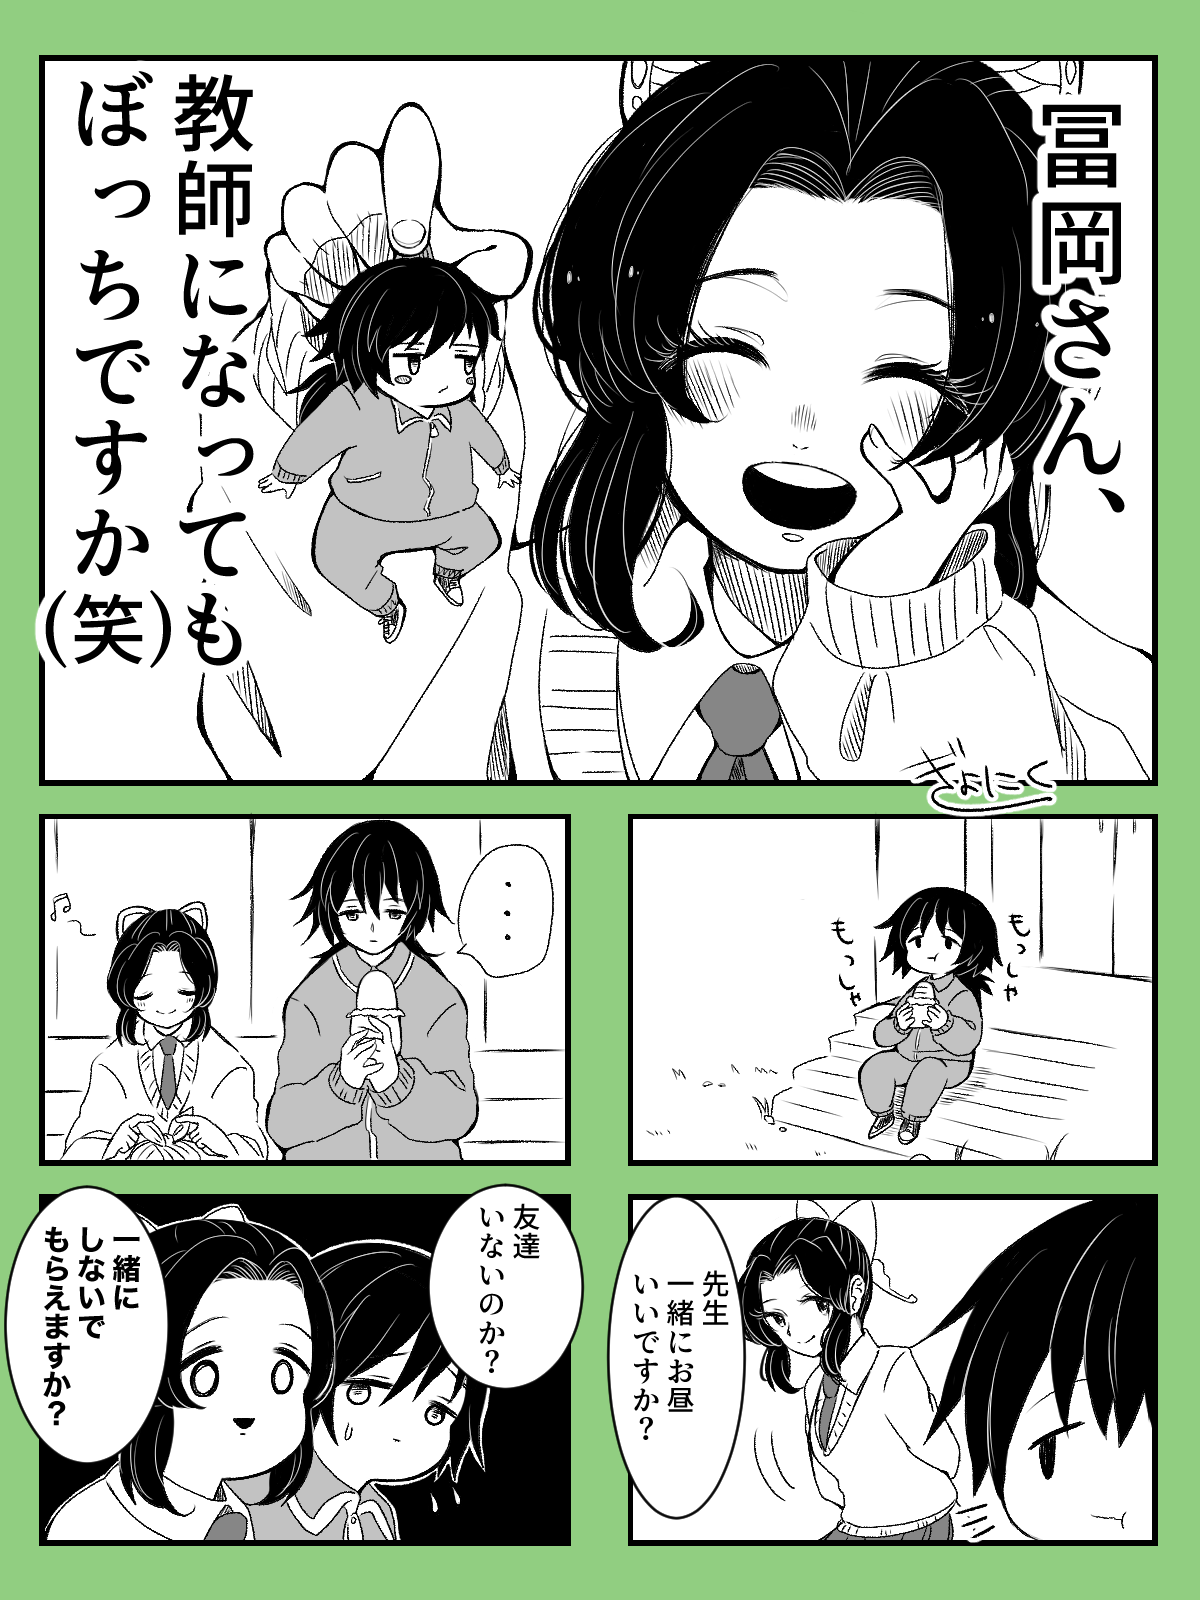 冨岡さん、
教師になっても
ぼっちですか
(笑)
ぎょにく
もっしゃ
もっしゃ
・・・
先生
一緒にお昼
いいですか？
友達
いないのか？
一緒に
しないで
もらえますか？